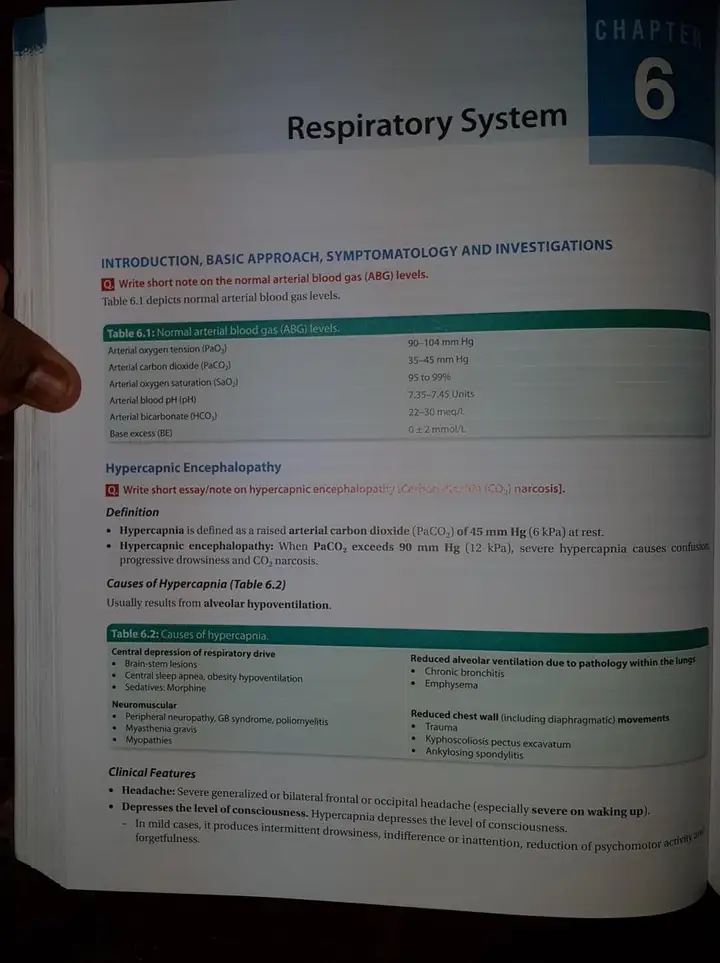 CHAPTER
6
Respiratory System
INTRODUCTION, BASIC APPROACH, SYMPTOMATOLOGY AND INVESTIGATIONS
Q. Write short note on the normal arterial blood gas (ABG) levels.
Table 6.1 depicts normal arterial blood gas levels.
Table 6.1: Normal arterial blood gas (ABG) levels.
Arterial oxygen tension (PaO₂) 90–104 mm Hg
Arterial carbon dioxide (PaCO₂) 35–45 mm Hg
Arterial oxygen saturation (SaO₂) 95 to 99%
Arterial blood pH (pH) 7.35–7.45 Units
Arterial bicarbonate (HCO₃) 22–30 meq/L
Base excess (BE) 0 ± 2 mmol/L
Hypercapnic Encephalopathy
Q. Write short essay/note on hypercapnic encephalopathy (CO₂) narcosis].
Definition
• Hypercapnia is defined as a raised arterial carbon dioxide (PaCO₂) of 45 mm Hg (6 kPa) at rest.
• Hypercapnic encephalopathy: When PaCO₂ exceeds 90 mm Hg (12 kPa), severe hypercapnia causes confusion
progressive drowsiness and CO₂ narcosis.
Causes of Hypercapnia (Table 6.2)
Usually results from alveolar hypoventilation.
Table 6.2: Causes of hypercapnia.
Central depression of respiratory drive
• Brain-stem lesions
• Central sleep apnea, obesity hypoventilation
• Sedatives: Morphine
Neuromuscular
• Peripheral neuropathy, GB syndrome, poliomyelitis
• Myasthenia gravis
• Myopathies
Reduced alveolar ventilation due to pathology within the lungs
• Chronic bronchitis
• Emphysema
Reduced chest wall (including diaphragmatic) movements
• Trauma
• Kyphoscoliosis pectus excavatum
• Ankylosing spondylitis
Clinical Features
• Headache: Severe generalized or bilateral frontal or occipital headache (especially severe on waking up).
• Depresses the level of consciousness. Hypercapnia depresses the level of consciousness.
– In mild cases, it produces intermittent drowsiness, indifference or inattention, reduction of psychomotor activity and
forgetfulness.